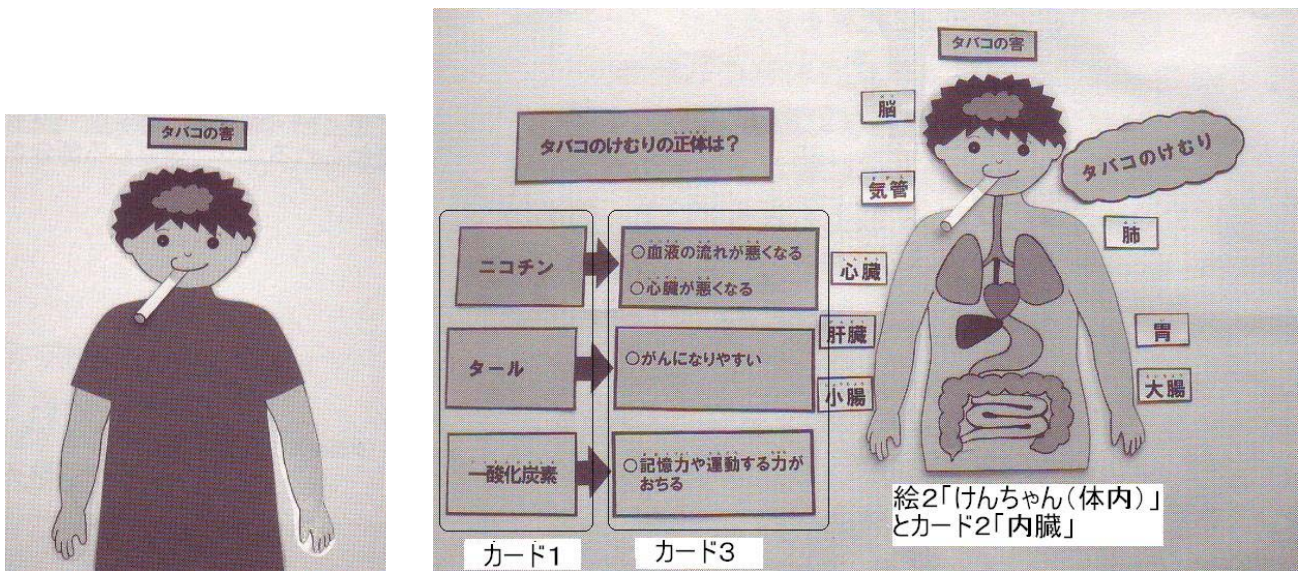 タバコの害
タバコの害
タバコのけむりの正体は？
ニコチン
○血液の流れが悪くなる
○心臓が悪くなる
タール
○がんになりやすい
一酸化炭素
○記憶力や運動する力が
おちる
カード1
カード3
脳
気管
心臓
肝臓
小腸
タバコのけむり
肺
胃
大腸
絵2「けんちゃん(体内)」
とカード2「内臓」